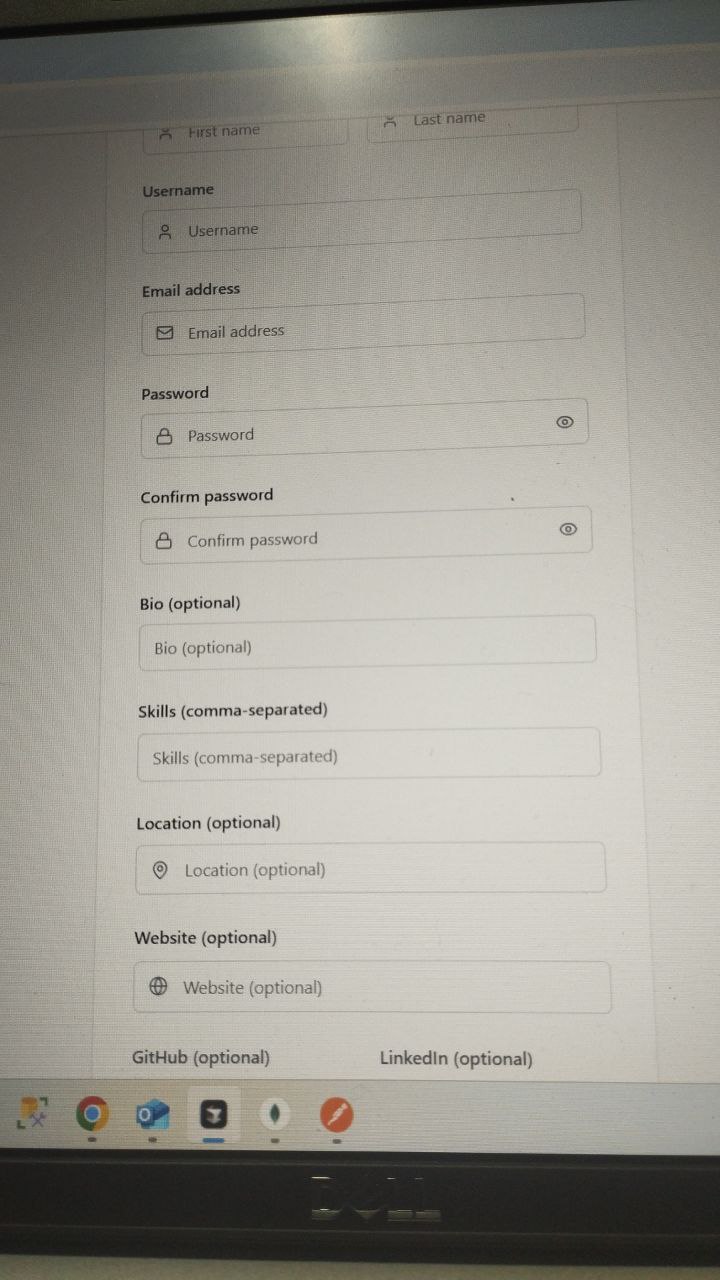 First name Last name
Username
Username
Email address
Email address
Password
Password
Confirm password
Confirm password
Bio (optional)
Bio (optional)
Skills (comma-separated)
Skills (comma-separated)
Location (optional)
Location (optional)
Website (optional)
Website (optional)
GitHub (optional) LinkedIn (optional)
DELL